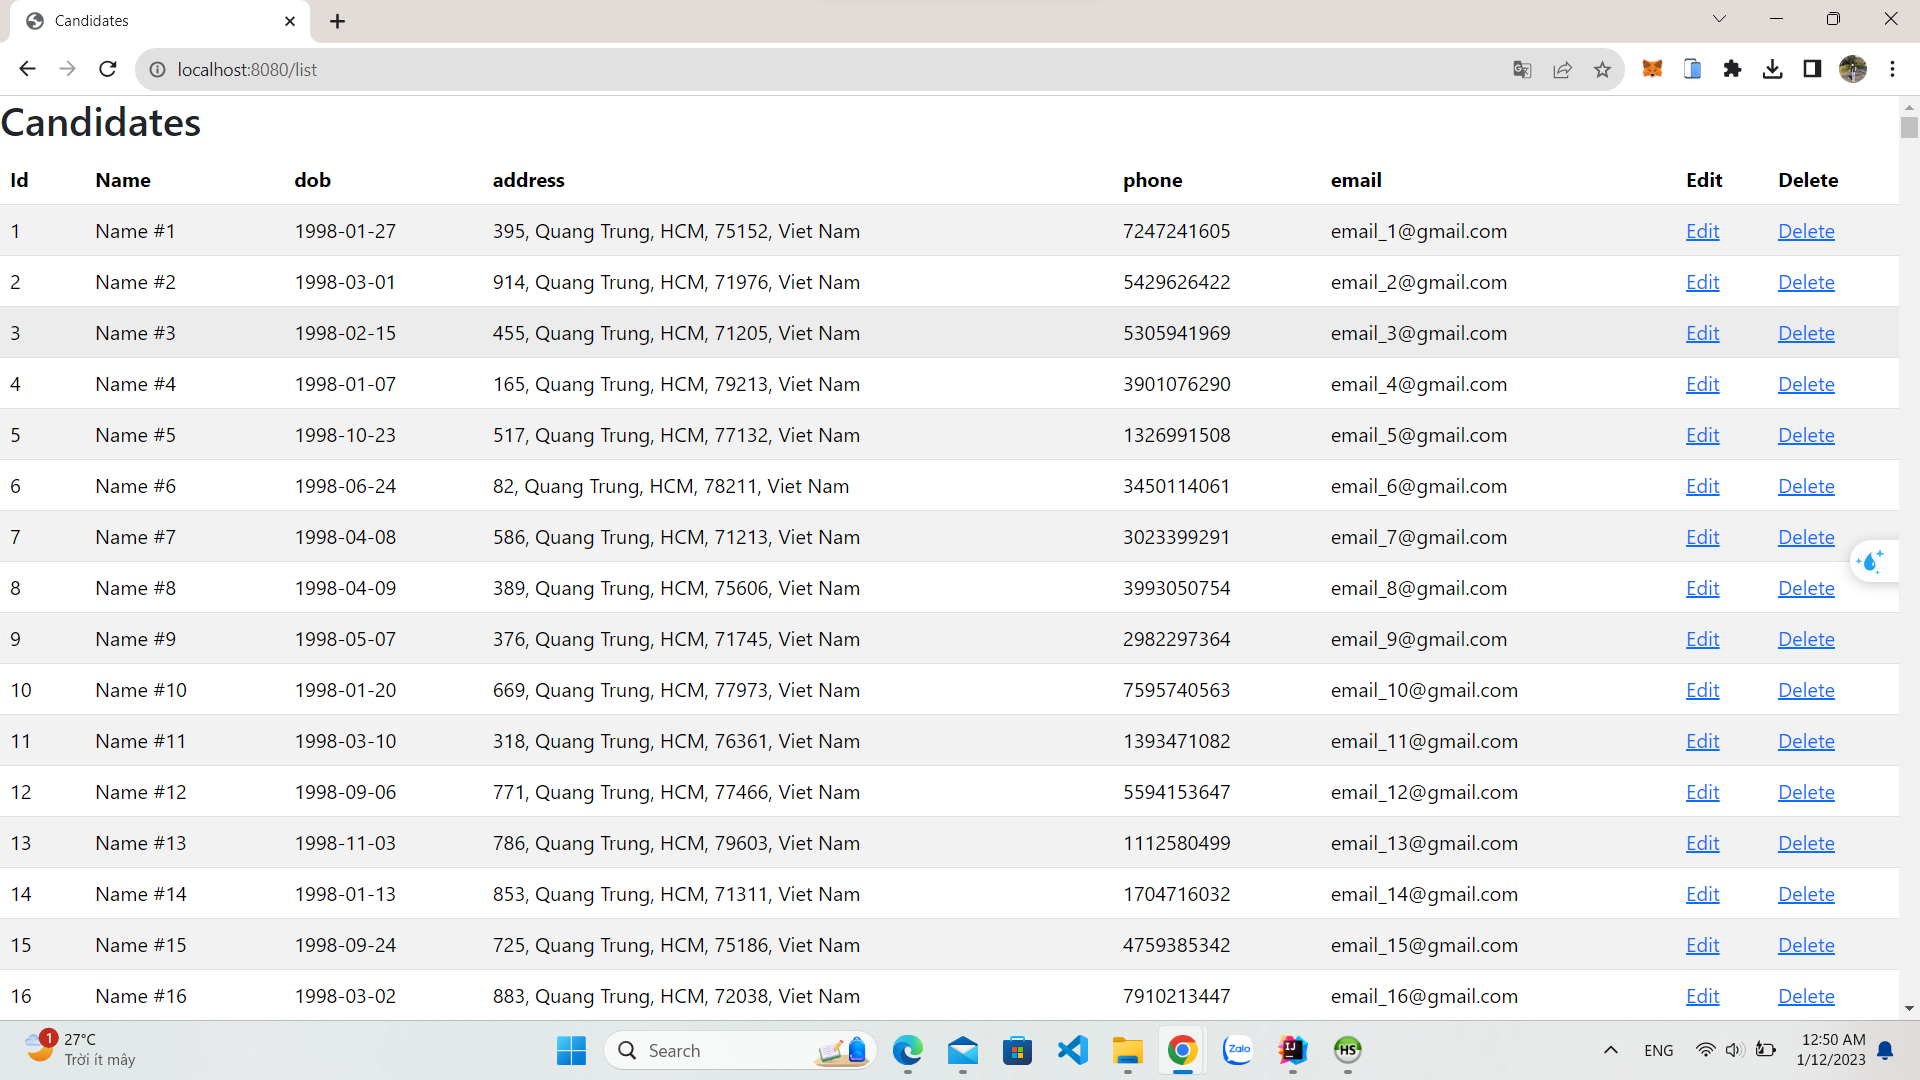 Candidates
localhost:8080/list
Candidates
Id Name dob address phone email Edit Delete
1 Name #1 1998-01-27 395, Quang Trung, HCM, 75152, Viet Nam 7247241605 email_1@gmail.com Edit Delete
2 Name #2 1998-03-01 914, Quang Trung, HCM, 71976, Viet Nam 5429626422 email_2@gmail.com Edit Delete
3 Name #3 1998-02-15 455, Quang Trung, HCM, 71205, Viet Nam 5305941969 email_3@gmail.com Edit Delete
4 Name #4 1998-01-07 165, Quang Trung, HCM, 79213, Viet Nam 3901076290 email_4@gmail.com Edit Delete
5 Name #5 1998-10-23 517, Quang Trung, HCM, 77132, Viet Nam 1326991508 email_5@gmail.com Edit Delete
6 Name #6 1998-06-24 82, Quang Trung, HCM, 78211, Viet Nam 3450114061 email_6@gmail.com Edit Delete
7 Name #7 1998-04-08 586, Quang Trung, HCM, 71213, Viet Nam 3023399291 email_7@gmail.com Edit Delete
8 Name #8 1998-04-09 389, Quang Trung, HCM, 75606, Viet Nam 3993050754 email_8@gmail.com Edit Delete
9 Name #9 1998-05-07 376, Quang Trung, HCM, 71745, Viet Nam 2982297364 email_9@gmail.com Edit Delete
10 Name #10 1998-01-20 669, Quang Trung, HCM, 77973, Viet Nam 7595740563 email_10@gmail.com Edit Delete
11 Name #11 1998-03-10 318, Quang Trung, HCM, 76361, Viet Nam 1393471082 email_11@gmail.com Edit Delete
12 Name #12 1998-09-06 771, Quang Trung, HCM, 77466, Viet Nam 5594153647 email_12@gmail.com Edit Delete
13 Name #13 1998-11-03 786, Quang Trung, HCM, 79603, Viet Nam 1112580499 email_13@gmail.com Edit Delete
14 Name #14 1998-01-13 853, Quang Trung, HCM, 71311, Viet Nam 1704716032 email_14@gmail.com Edit Delete
15 Name #15 1998-09-24 725, Quang Trung, HCM, 75186, Viet Nam 4759385342 email_15@gmail.com Edit Delete
16 Name #16 1998-03-02 883, Quang Trung, HCM, 72038, Viet Nam 7910213447 email_16@gmail.com Edit Delete
1 27°C
Trời ít mây
Search
Zalo
IJ
HS
ENG
12:50 AM
1/12/2023